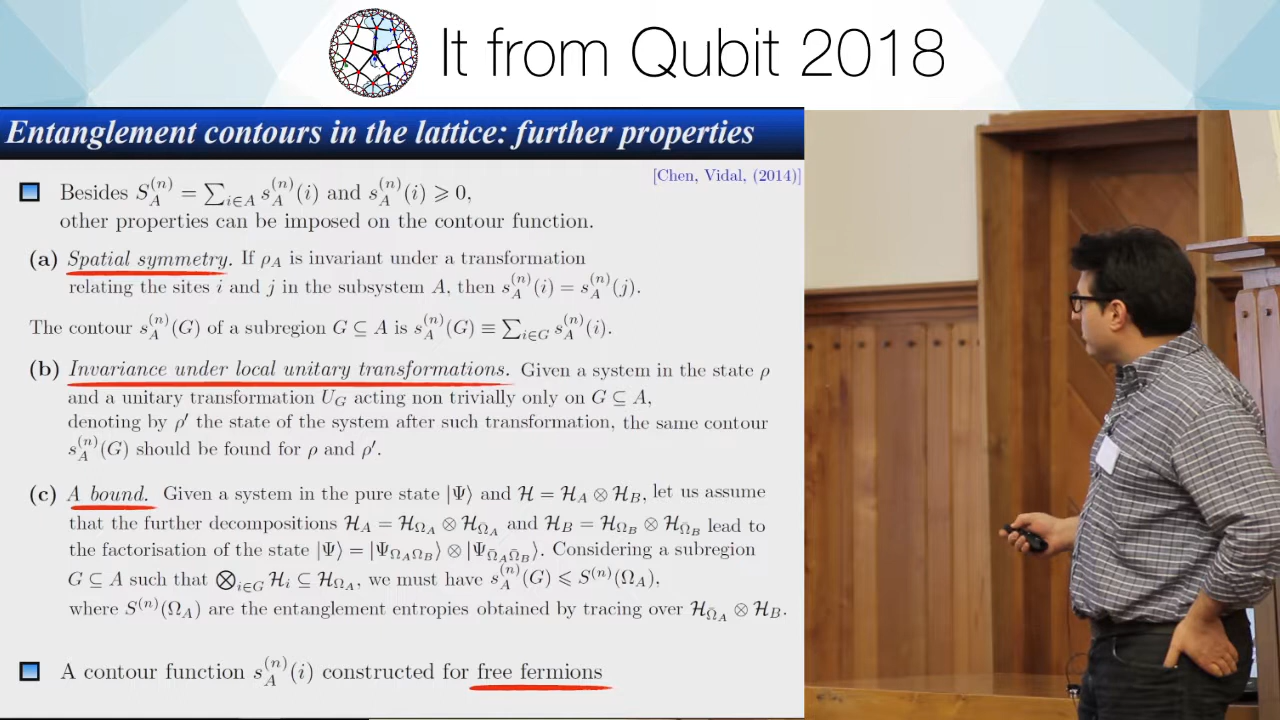 It from Qubit 2018
Entanglement contours in the lattice: further properties
[Chen, Vidal, (2014)]
Besides S_A^{(n)} = ∑_{i∈A} s_A^{(n)}(i) and s_A^{(n)}(i) ⩾ 0,
other properties can be imposed on the contour function.
(a) Spatial symmetry. If ρ_A is invariant under a transformation
relating the sites i and j in the subsystem A, then s_A^{(n)}(i) = s_A^{(n)}(j).
The contour s_A^{(n)}(G) of a subregion G ⊆ A is s_A^{(n)}(G) ≡ ∑_{i∈G} s_A^{(n)}(i).
(b) Invariance under local unitary transformations. Given a system in the state ρ
and a unitary transformation U_G acting non trivially only on G ⊆ A,
denoting by ρ′ the state of the system after such transformation, the same contour
s_A^{(n)}(G) should be found for ρ and ρ′.
(c) A bound. Given a system in the pure state |Ψ⟩ and ℋ = ℋ_A ⊗ ℋ_B, let us assume
that the further decompositions ℋ_A = ℋ_{Ω_A} ⊗ ℋ_{Ω̄_A} and ℋ_B = ℋ_{Ω_B} ⊗ ℋ_{Ω̄_B} lead to
the factorisation of the state |Ψ⟩ = |Ψ_{Ω_AΩ_B}⟩ ⊗ |Ψ_{Ω̄_AΩ̄_B}⟩. Considering a subregion
G ⊆ A such that ⨂_{i∈G} ℋ_i ⊆ ℋ_{Ω_A}, we must have s_A^{(n)}(G) ⩽ S^{(n)}(Ω_A),
where S^{(n)}(Ω_A) are the entanglement entropies obtained by tracing over ℋ_{Ω̄_A} ⊗ ℋ_B.
A contour function s_A^{(n)}(i) constructed for free fermions